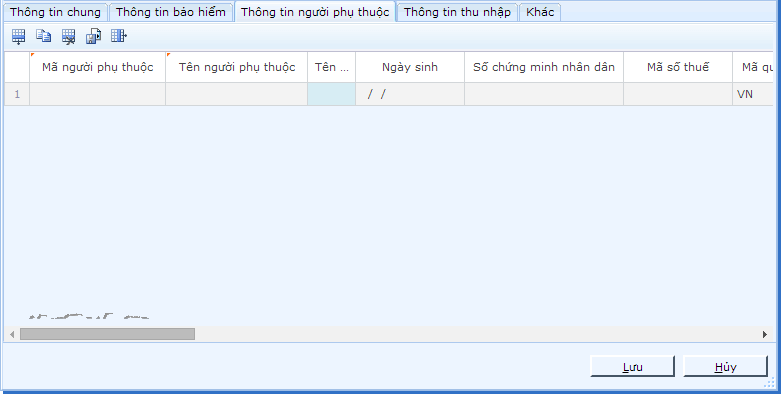 Thông tin chung Thông tin bảo hiểm Thông tin người phụ thuộc Thông tin thu nhập Khác
Mã người phụ thuộc Tên người phụ thuộc Tên ... Ngày sinh Số chứng minh nhân dân Mã số thuế Mã qu
1 / / VN
Lưu Hủy